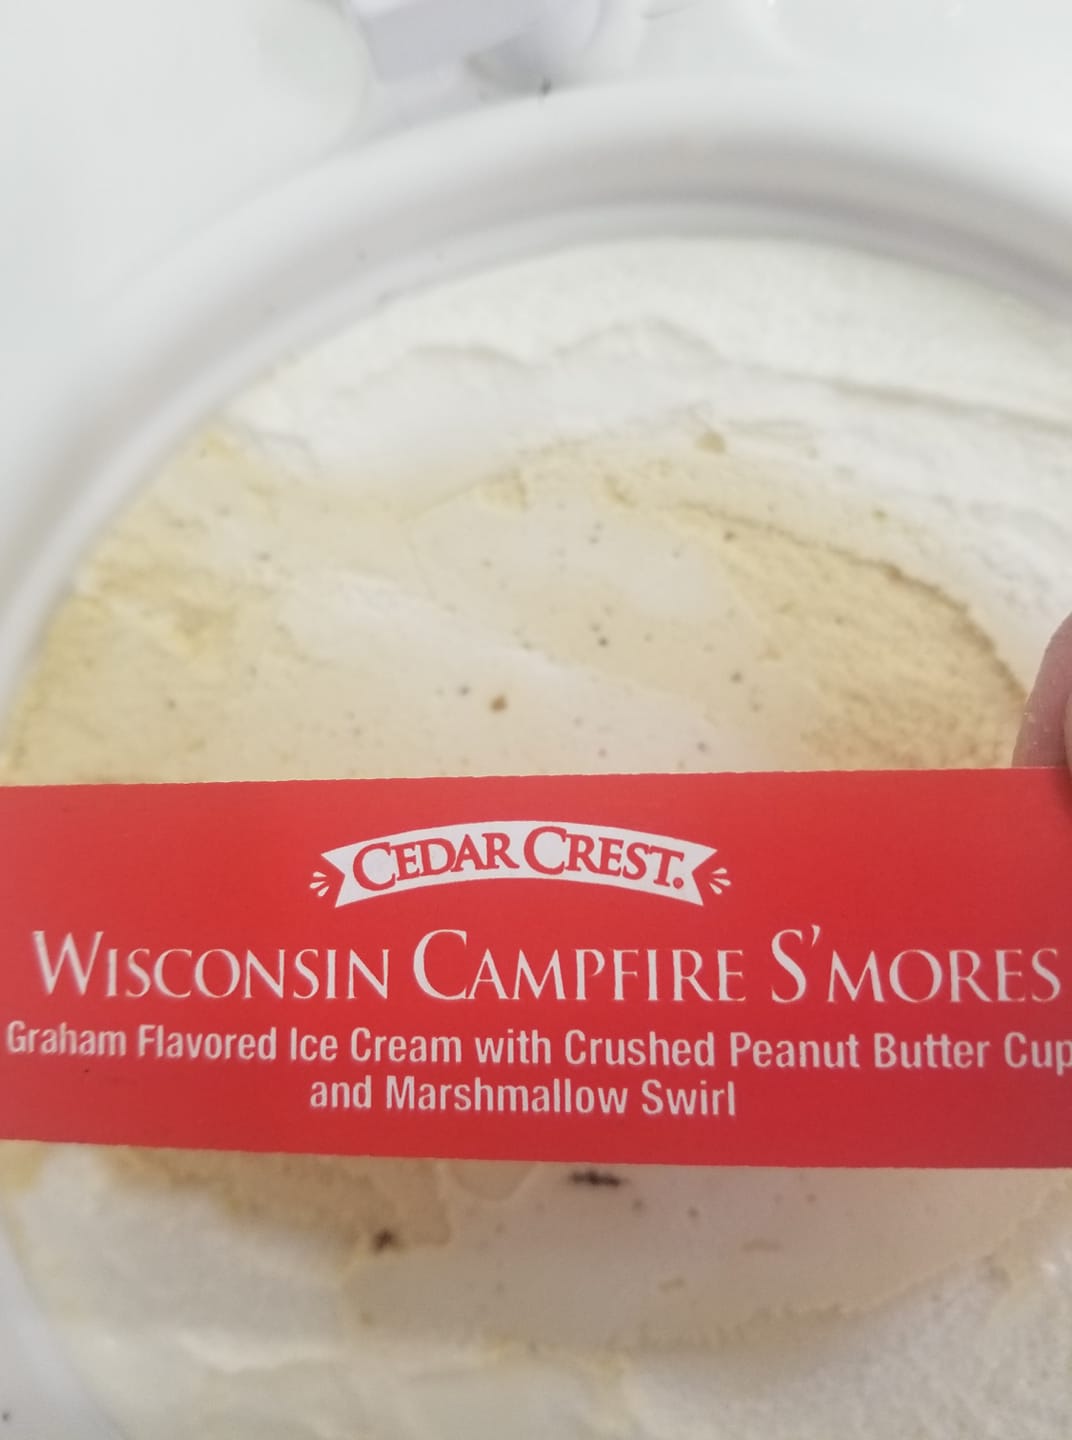 CEDAR CREST.
WISCONSIN CAMPFIRE S'MORES
Graham Flavored Ice Cream with Crushed Peanut Butter Cup
and Marshmallow Swirl